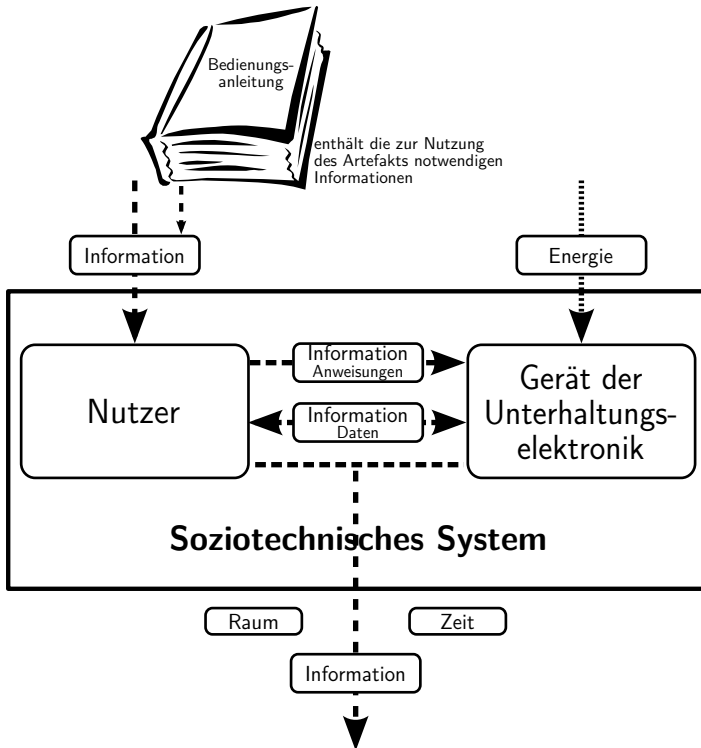 Bedienungs-
anleitung
enthält die zur Nutzung
des Artefakts notwendigen
Informationen
Information
Energie
Nutzer
Information
Anweisungen
Information
Daten
Gerät der
Unterhaltungs-
elektronik
Soziotechnisches System
Raum
Zeit
Information